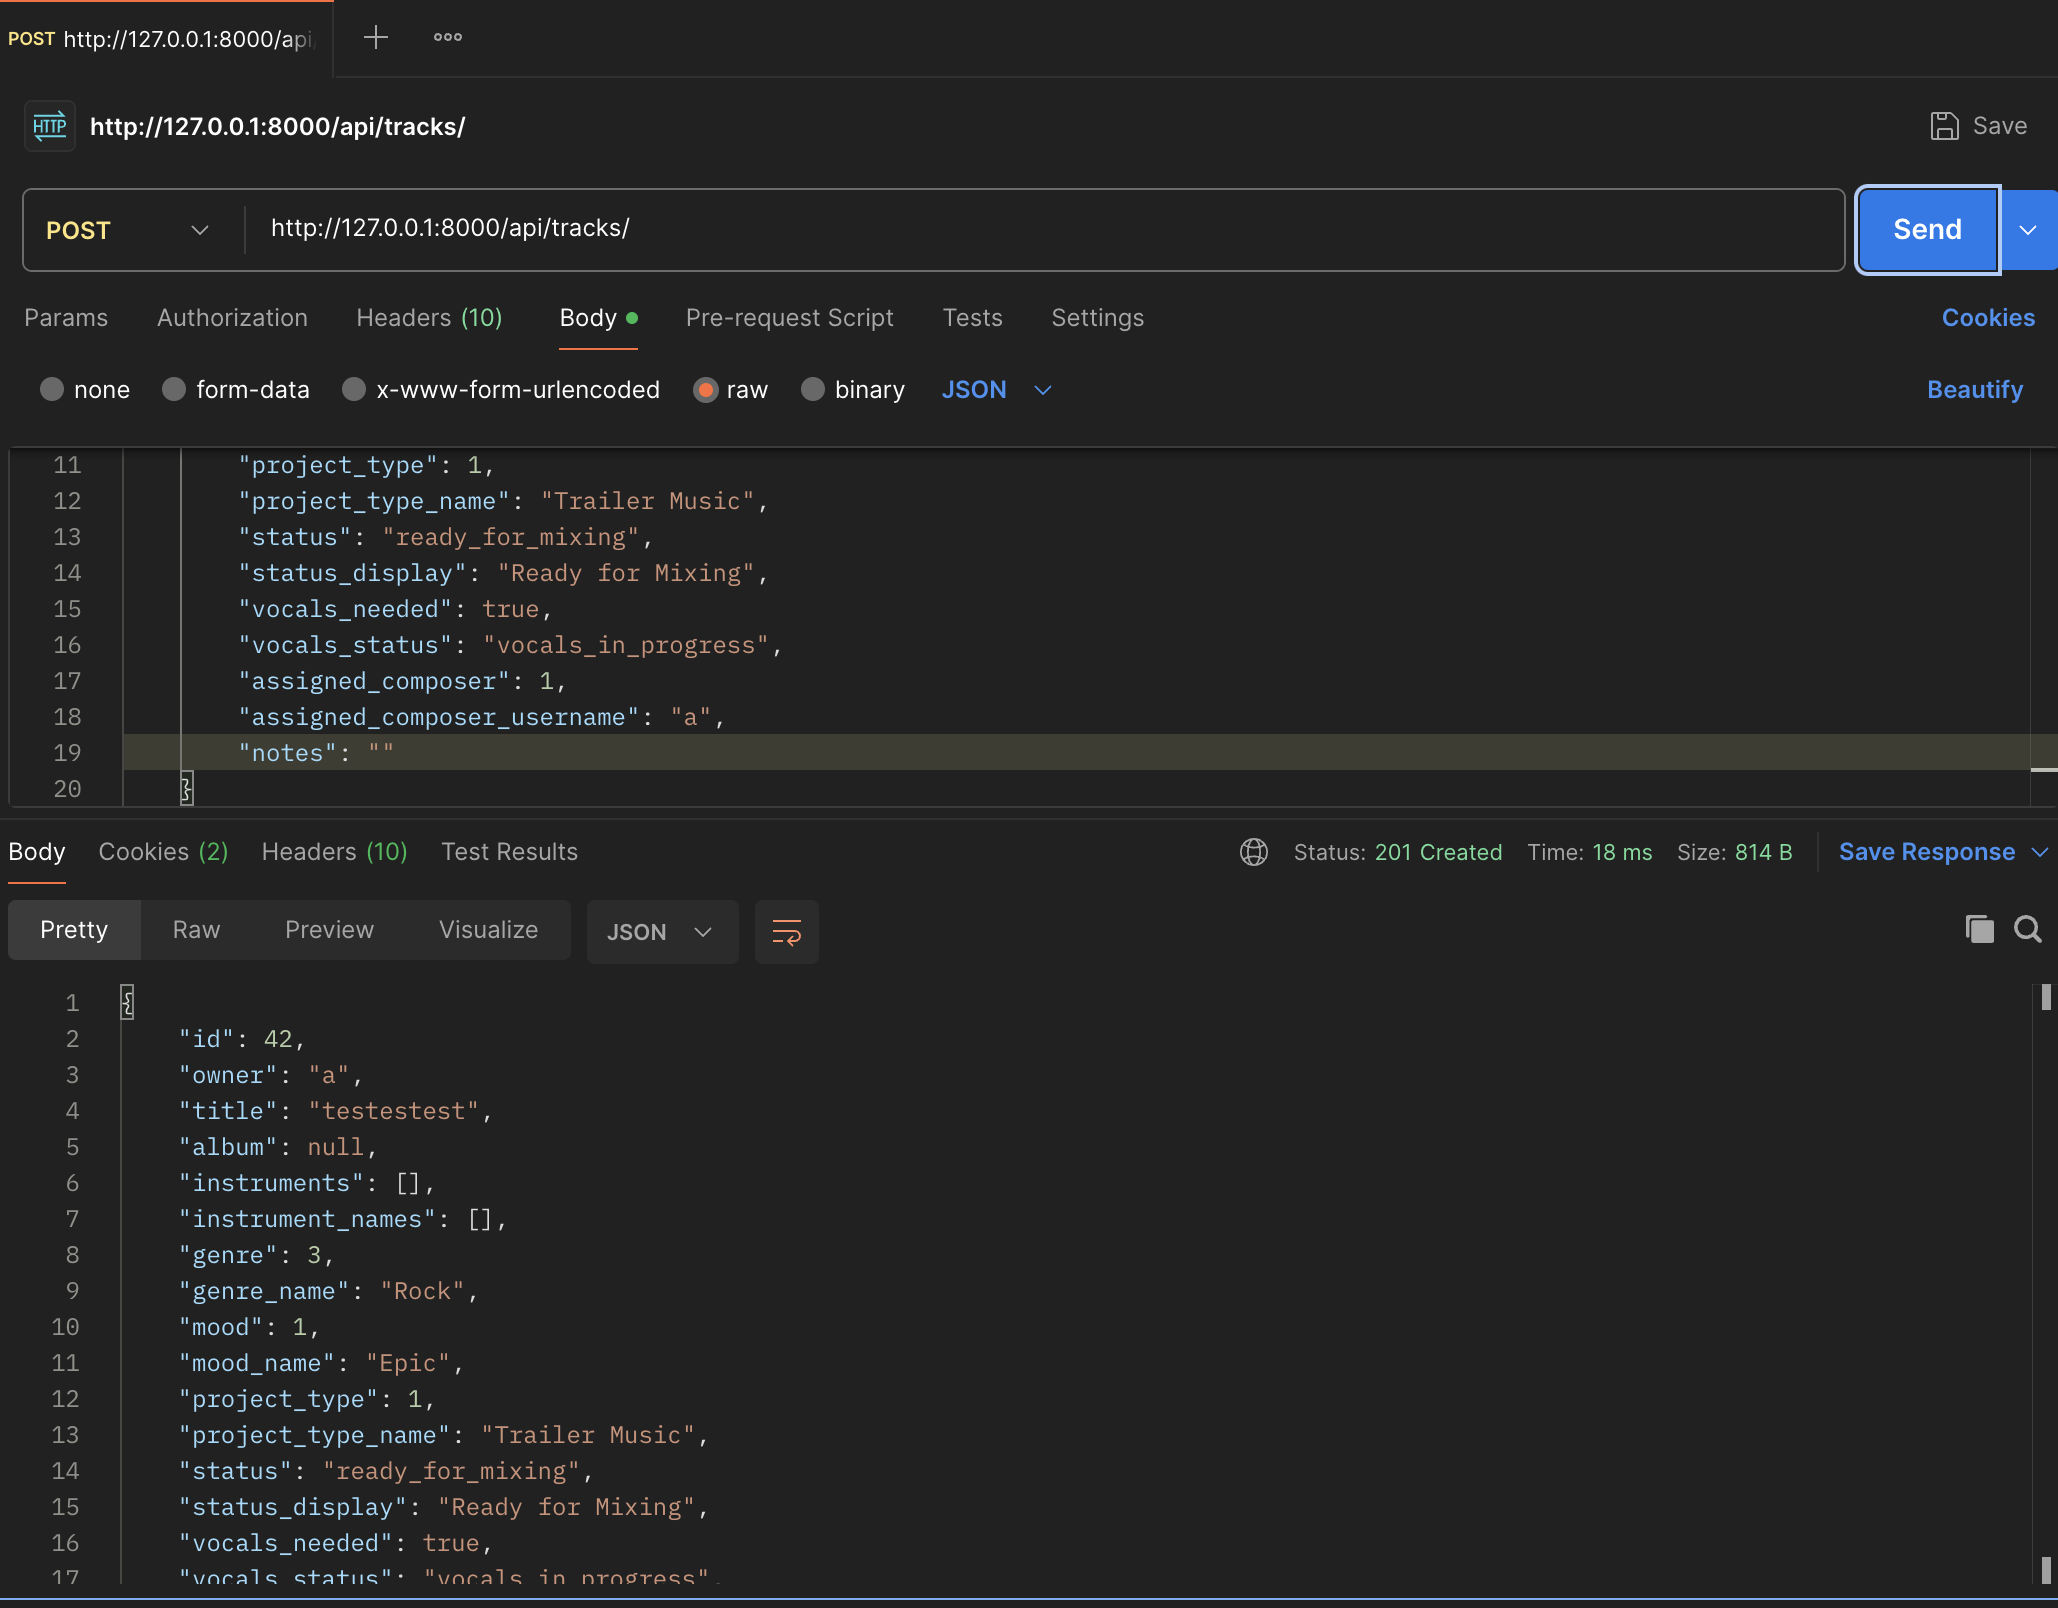 POST http://127.0.0.1:8000/api/
HTTP http://127.0.0.1:8000/api/tracks/ Save
POST http://127.0.0.1:8000/api/tracks/ Send
Params Authorization Headers (10) Body Pre-request Script Tests Settings Cookies
none form-data x-www-form-urlencoded raw binary JSON Beautify
11 "project_type": 1,
12 "project_type_name": "Trailer Music",
13 "status": "ready_for_mixing",
14 "status_display": "Ready for Mixing",
15 "vocals_needed": true,
16 "vocals_status": "vocals_in_progress",
17 "assigned_composer": 1,
18 "assigned_composer_username": "a",
19 "notes": ""
20 }
Body Cookies (2) Headers (10) Test Results Status: 201 Created Time: 18 ms Size: 814 B Save Response
Pretty Raw Preview Visualize JSON
1 {
2 "id": 42,
3 "owner": "a",
4 "title": "testestest",
5 "album": null,
6 "instruments": [],
7 "instrument_names": [],
8 "genre": 3,
9 "genre_name": "Rock",
10 "mood": 1,
11 "mood_name": "Epic",
12 "project_type": 1,
13 "project_type_name": "Trailer Music",
14 "status": "ready_for_mixing",
15 "status_display": "Ready for Mixing",
16 "vocals_needed": true,
17 "vocals_status": "vocals_in_progress",